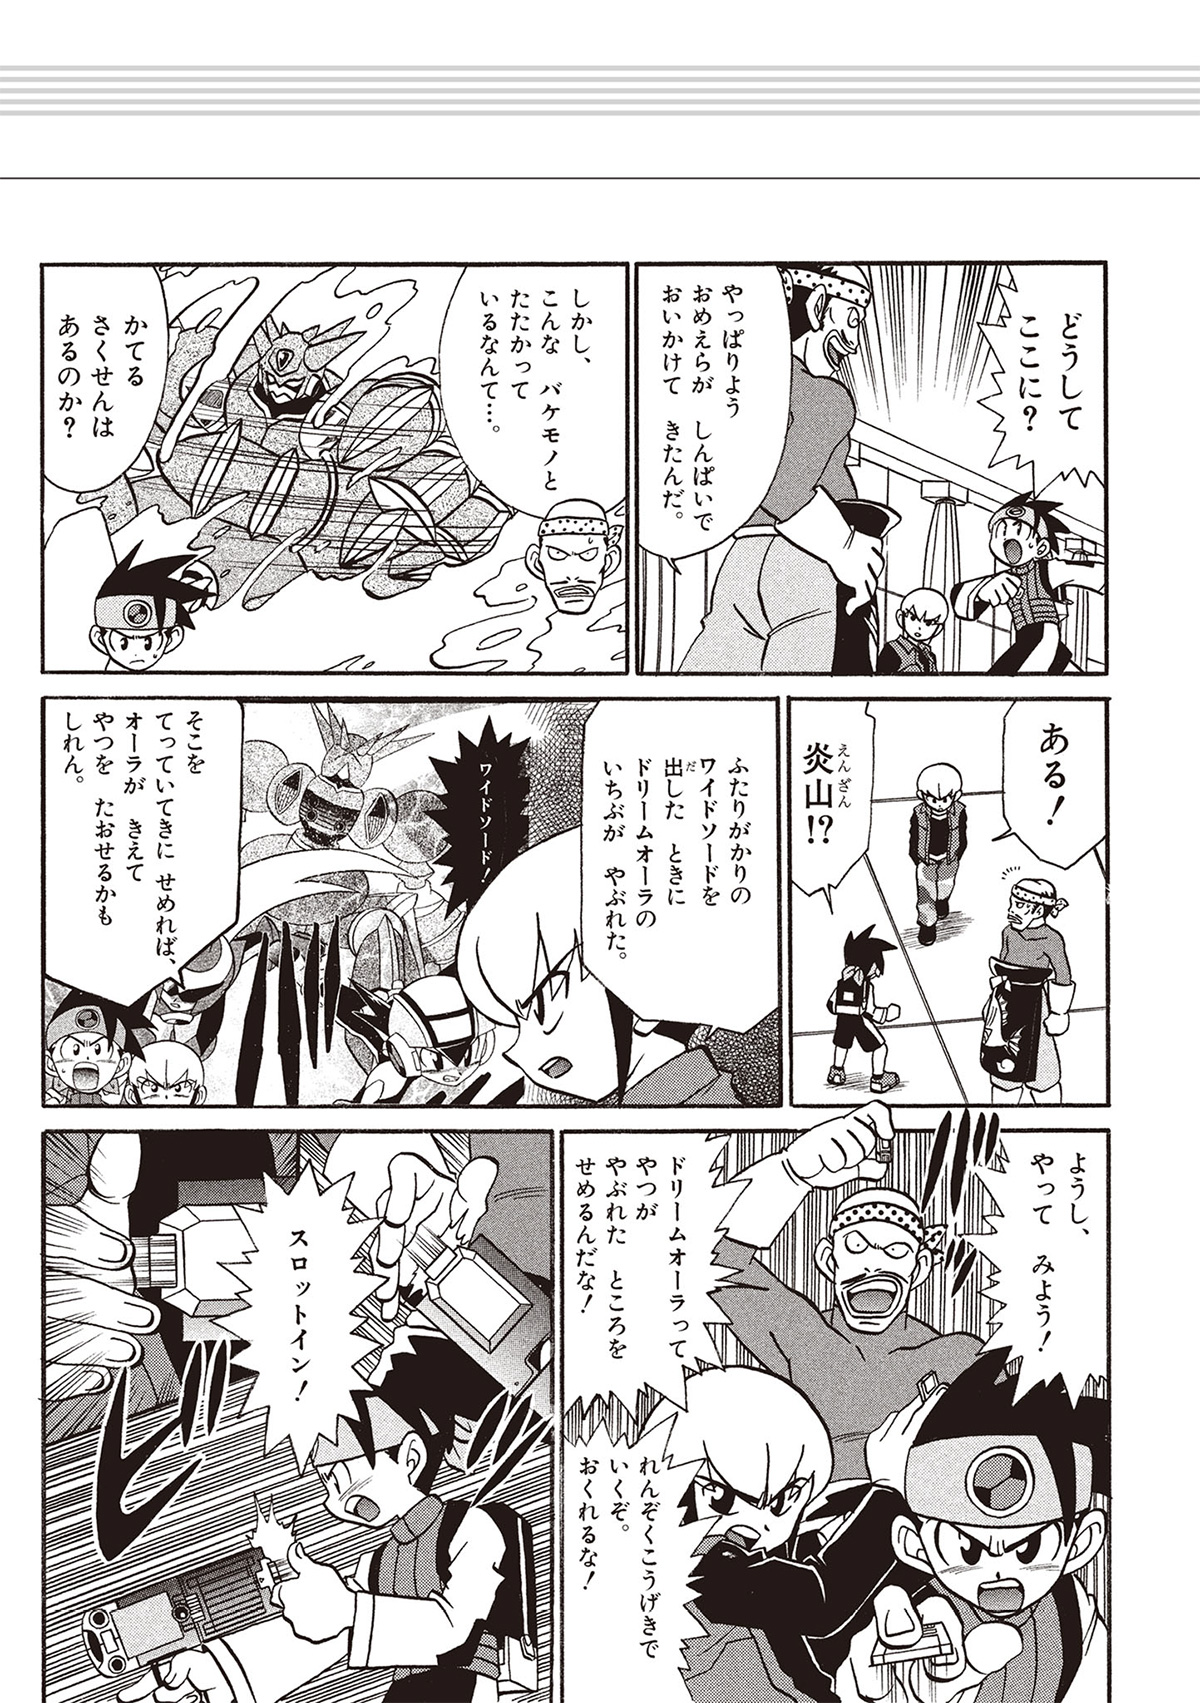 どうして
ここに?
やっぱりよう
おめえらが しんぱいで
おいかけて きたんだ。
しかし、
こんな バケモノと
たたかって
いるなんて…。
かてる
さくせんは
あるのか?
ある!
炎山!?
えんざん
ふたりがかりの
ワイドソードを
出した ときに
だ
ドリームオーラの
いちぶが やぶれた。
ワイドソード!
そこを
てっていてきに せめれば、
オーラが きえて
やつを たおせるかも
しれん。
ようし、
やって みよう!
ドリームオーラって
やつが
やぶれた ところを
せめるんだな!
れんぞくこうげきで
いくぞ。
おくれるな!
スロットイン!